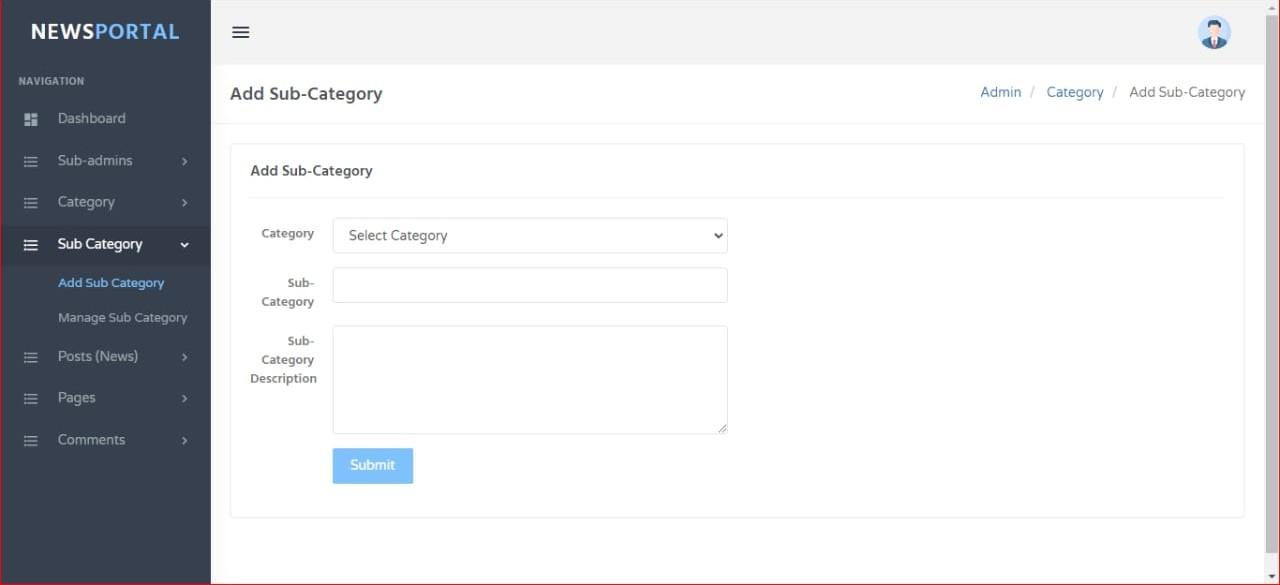 NEWSPORTAL
NAVIGATION
Dashboard
Sub-admins
Category
Sub Category
Add Sub Category
Manage Sub Category
Posts (News)
Pages
Comments
Add Sub-Category
Admin / Category / Add Sub-Category
Add Sub-Category
Category
Select Category
Sub-
Category
Sub-
Category
Description
Submit